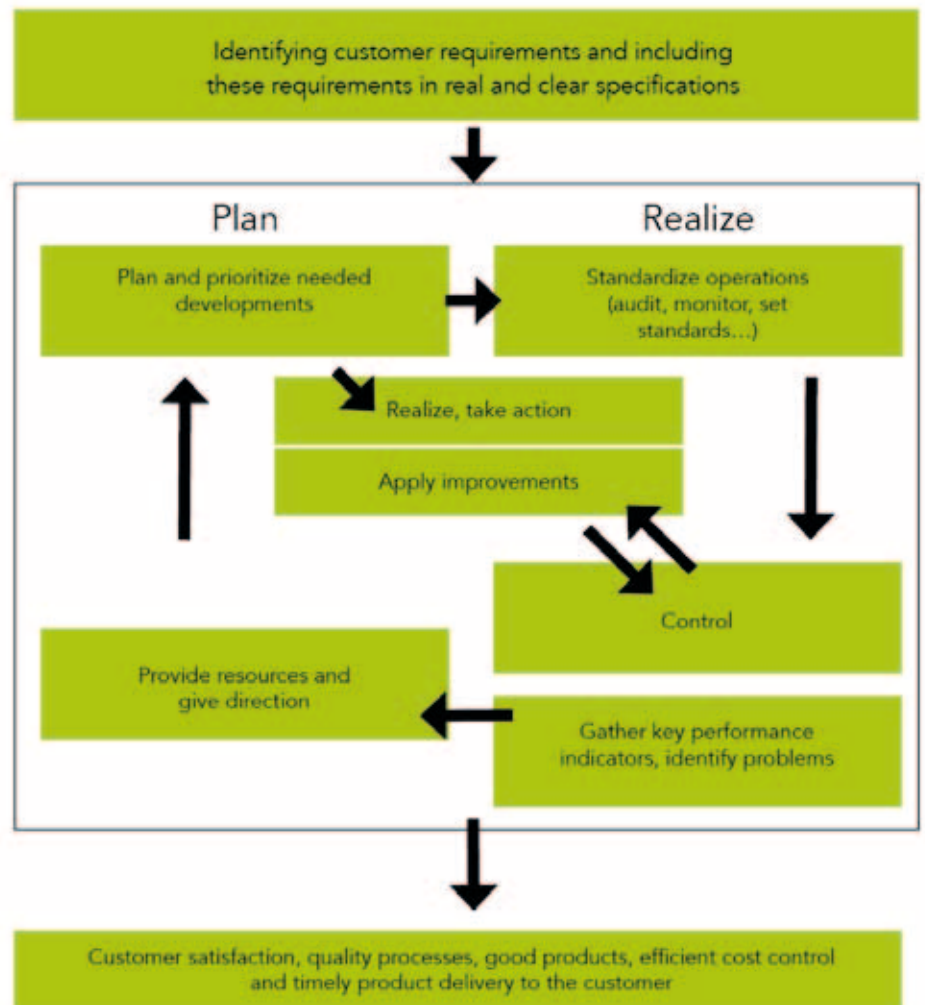 Identifying customer requirements and including
these requirements in real and clear specifications
Plan
Realize
Plan and prioritize needed
developments
Standardize operations
(audit, monitor, set
standards...)
Realize, take action
Apply improvements
Control
Provide resources and
give direction
Gather key performance
indicators, identify problems
Customer satisfaction, quality processes, good products, efficient cost control
and timely product delivery to the customer